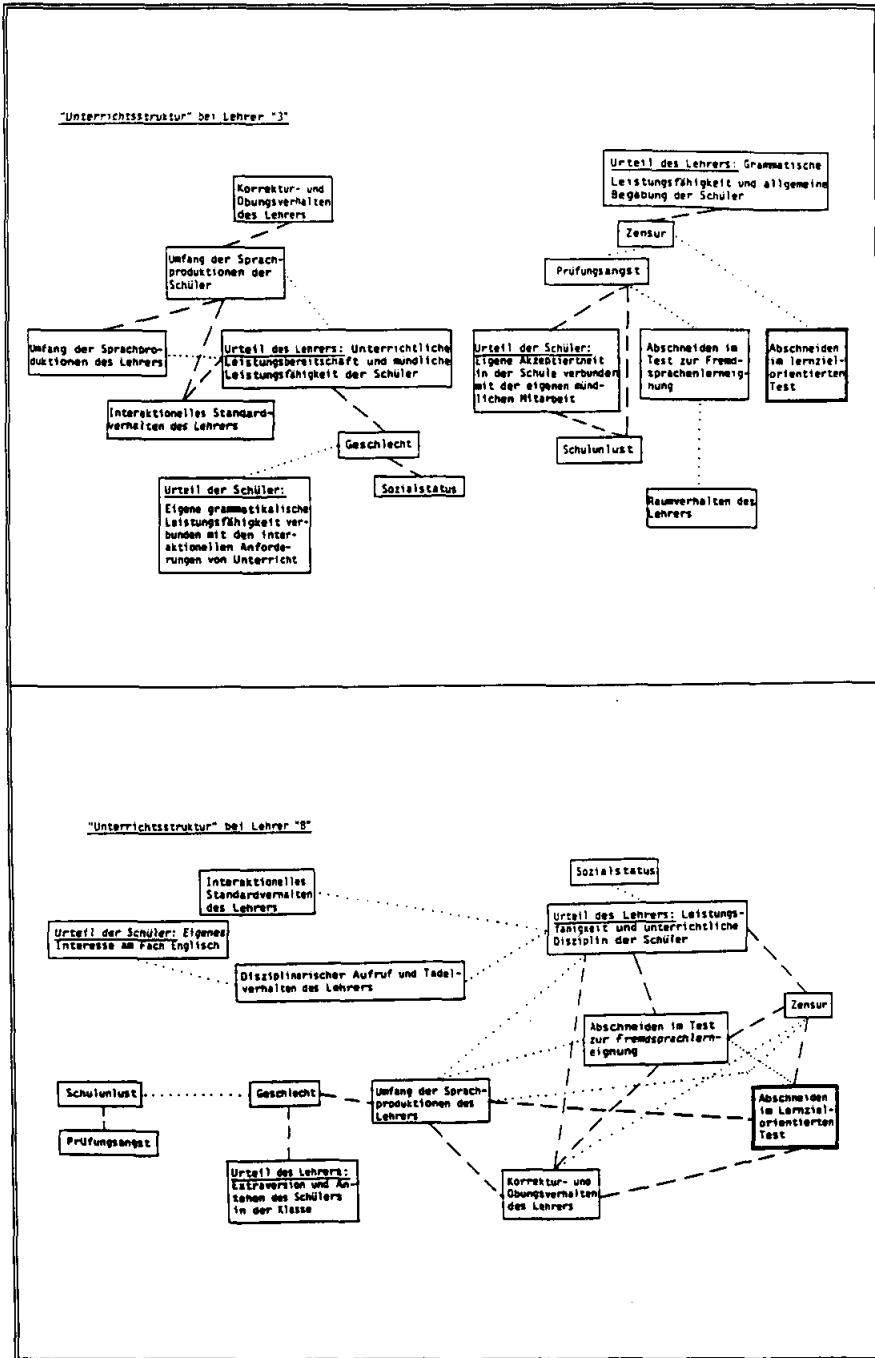 "Unterrichtsstruktur" bei Lehrer "3"
Urteil des Lehrers: Grammatische
Leistungsfähigkeit und allgemeine
Begabung der Schüler
Korrektur- und
Übungsverhalten
des Lehrers
Zensur
Umfang der Sprach-
produktionen der
Schüler
Prüfungsangst
Umfang der Sprachpro-
duktionen des Lehrers
Urteil des Lehrers: Unterrichtliche
Leistungsbereitschaft und mündliche
Leistungsfähigkeit der Schüler
Urteil der Schüler:
Eigene Akzeptiertheit
in der Schule verbunden
mit der eigenen münd-
lichen Mitarbeit
Abschneiden im
Test zur Fremd-
sprachenlerneig-
nung
Abschneiden
im lernziel-
orientierten
Test
Interaktionelles Standard-
verhalten des Lehrers
Geschlecht
Schulunlust
Sozialstatus
Urteil der Schüler:
Eigene grammatikalische
Leistungsfähigkeit ver-
bunden mit den inter-
aktionellen Anforde-
rungen von Unterricht
Raumverhalten des
Lehrers
"Unterrichtsstruktur" bei Lehrer "8"
Sozialstatus
Interaktionelles
Standardverhalten
des Lehrers
Urteil des Lehrers: Leistungs-
fähigkeit und unterrichtliche
Disziplin der Schüler
Urteil der Schüler: Eigenes
Interesse am Fach Englisch
Disziplinarischer Aufruf und Tadel-
verhalten des Lehrers
Zensur
Abschneiden im Test
zur Fremdsprachlern-
eignung
Schulunlust
Geschlecht
Umfang der Sprach-
produktionen des
Lehrers
Abschneiden
im Lernziel-
orientierten
Test
Prüfungsangst
Urteil des Lehrers:
Extraversion und An-
sehen des Schülers
in der Klasse
Korrektur- und
Übungsverhalten
des Lehrers